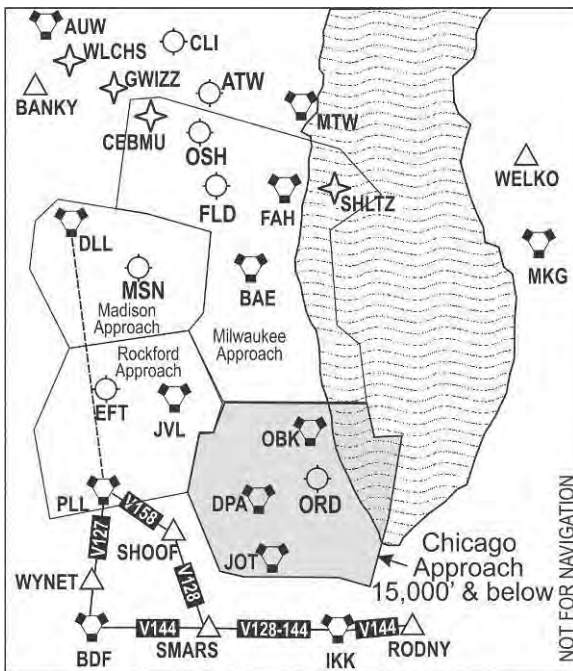 AUW
WLCHS
CLI
GWIZZ
BANKY
ATW
MTW
CEBMU
OSH
WELKO
FLD
FAH
SHLTZ
DLL
MKG
MSN
BAE
Madison
Approach
Milwaukee
Approach
Rockford
Approach
EFT
JVL
OBK
PLL
DPA
ORD
V158
V127
SHOOF
JOT
Chicago
Approach
15,000' & below
WYNET
V128
V144
V128-144
V144
BDF
SMARS
IKK
RODNY
NOT FOR NAVIGATION